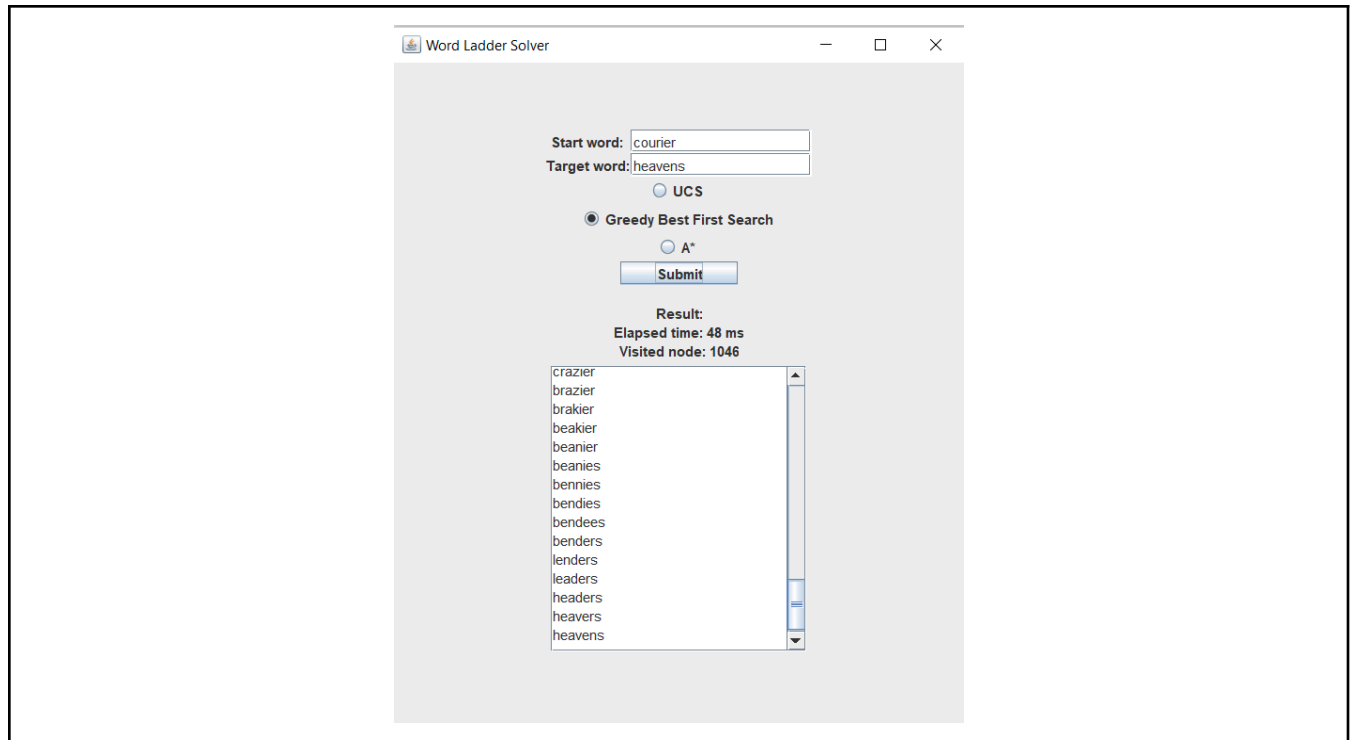 Word Ladder Solver
Start word: courier
Target word: heavens
UCS
Greedy Best First Search
A*
Submit
Result:
Elapsed time: 48 ms
Visited node: 1046
crazier
brazier
brakier
beakier
beanier
beanies
bennies
bendies
bendees
benders
lenders
leaders
headers
heavers
heavens